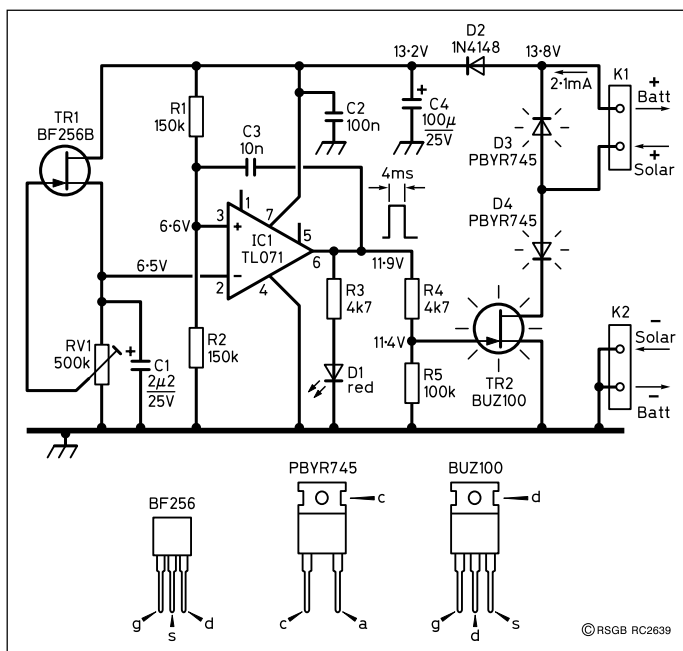 D2
1N4148
13·2V
13·8V
2·1mA
K1
+
Batt
+
Solar
TR1
BF256B
R1
150k
C3
10n
C2
100n
+
C4
100μ
25V
D3
PBYR745
4ms
D4
PBYR745
1
7
3
+
6·6V
IC1
TL071
5
6
11·9V
6·5V
−
2
4
R3
4k7
R4
4k7
K2
−
Solar
−
Batt
11·4V
RV1
500k
+
C1
2μ2
25V
R2
150k
D1
red
R5
100k
TR2
BUZ100
BF256
g
s
d
PBYR745
c
c
a
BUZ100
d
g
d
s
©RSGB RC2639